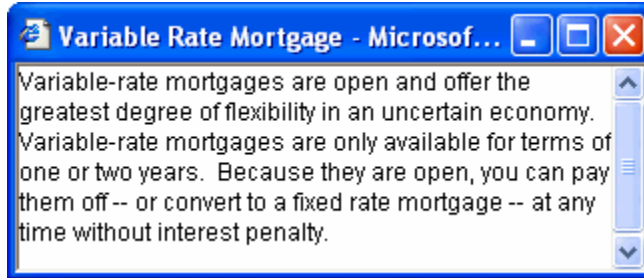 Variable Rate Mortgage - Microsof...
Variable-rate mortgages are open and offer the
greatest degree of flexibility in an uncertain economy.
Variable-rate mortgages are only available for terms of
one or two years.  Because they are open, you can pay
them off -- or convert to a fixed rate mortgage -- at any
time without interest penalty.